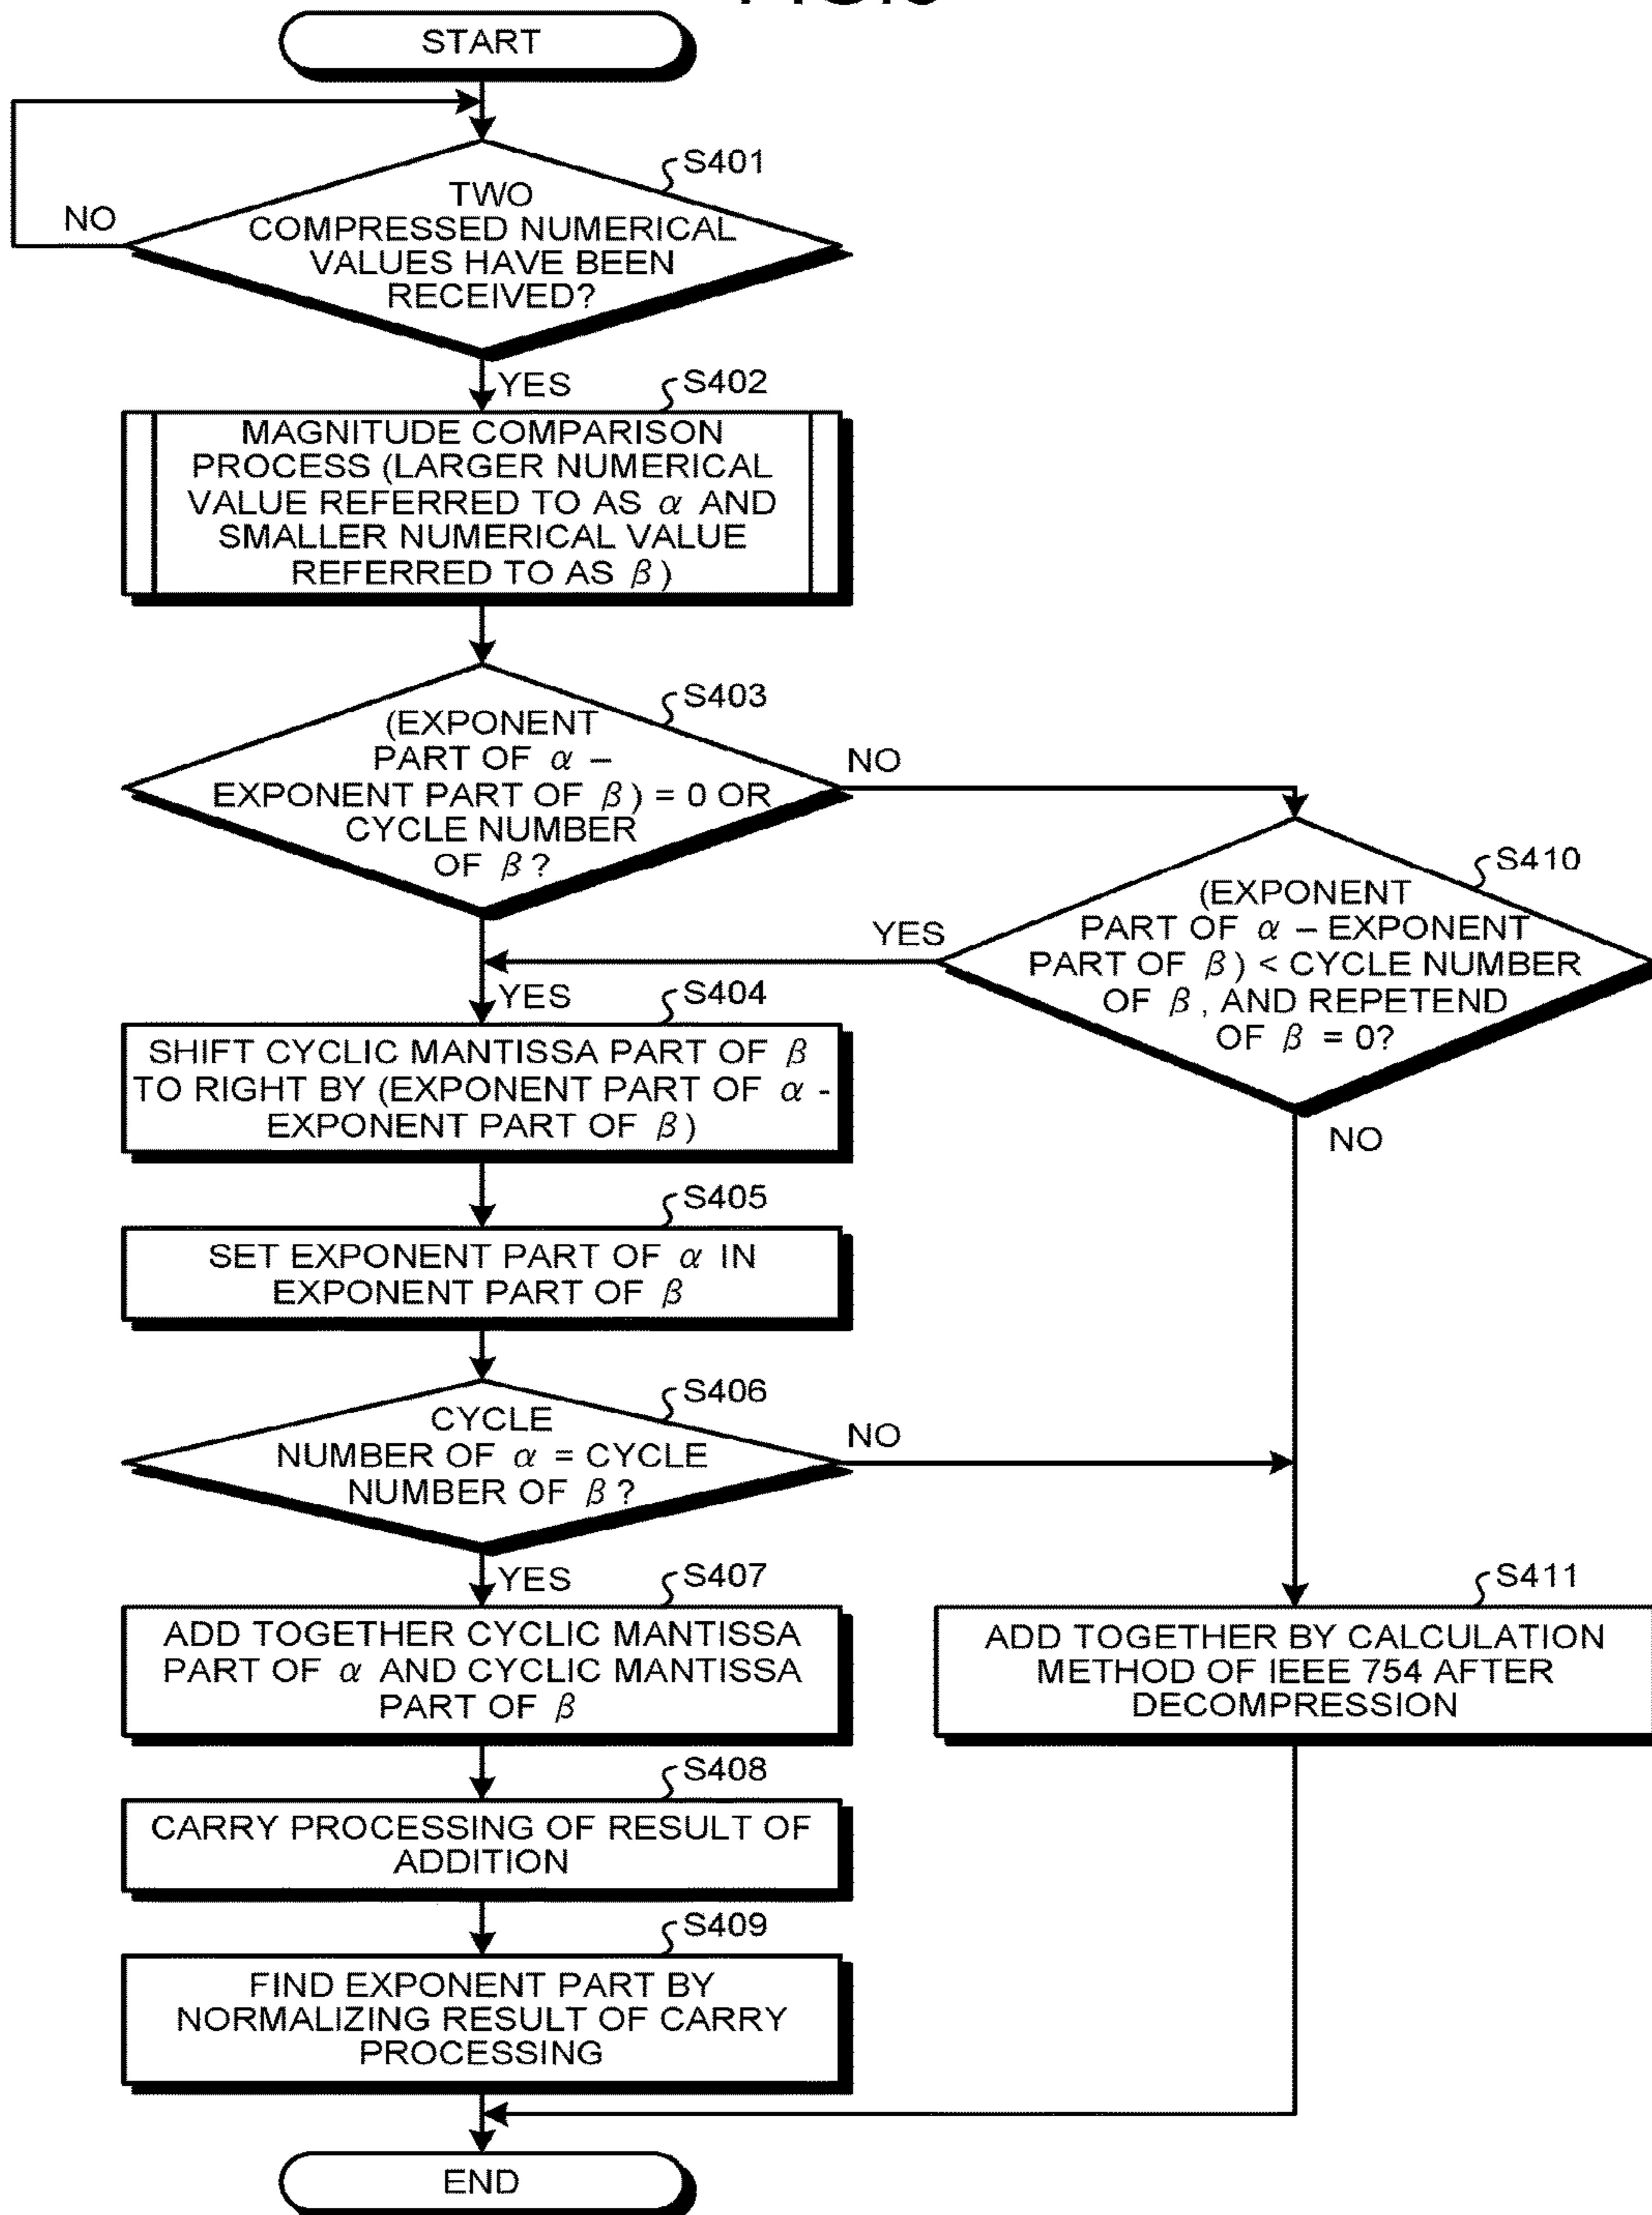 START
S401
TWO
COMPRESSED NUMERICAL
VALUES HAVE BEEN
RECEIVED?
NO
YES
S402
MAGNITUDE COMPARISON
PROCESS (LARGER NUMERICAL
VALUE REFERRED TO AS α AND
SMALLER NUMERICAL VALUE
REFERRED TO AS β)
S403
(EXPONENT
PART OF α –
EXPONENT PART OF β) = 0 OR
CYCLE NUMBER
OF β?
NO
S410
(EXPONENT
PART OF α – EXPONENT
PART OF β) < CYCLE NUMBER
OF β, AND REPETEND
OF β = 0?
YES
NO
YES
S404
SHIFT CYCLIC MANTISSA PART OF β
TO RIGHT BY (EXPONENT PART OF α -
EXPONENT PART OF β)
S405
SET EXPONENT PART OF α IN
EXPONENT PART OF β
S406
CYCLE
NUMBER OF α = CYCLE
NUMBER OF β?
NO
YES
S407
ADD TOGETHER CYCLIC MANTISSA
PART OF α AND CYCLIC MANTISSA
PART OF β
S411
ADD TOGETHER BY CALCULATION
METHOD OF IEEE 754 AFTER
DECOMPRESSION
S408
CARRY PROCESSING OF RESULT OF
ADDITION
S409
FIND EXPONENT PART BY
NORMALIZING RESULT OF CARRY
PROCESSING
END